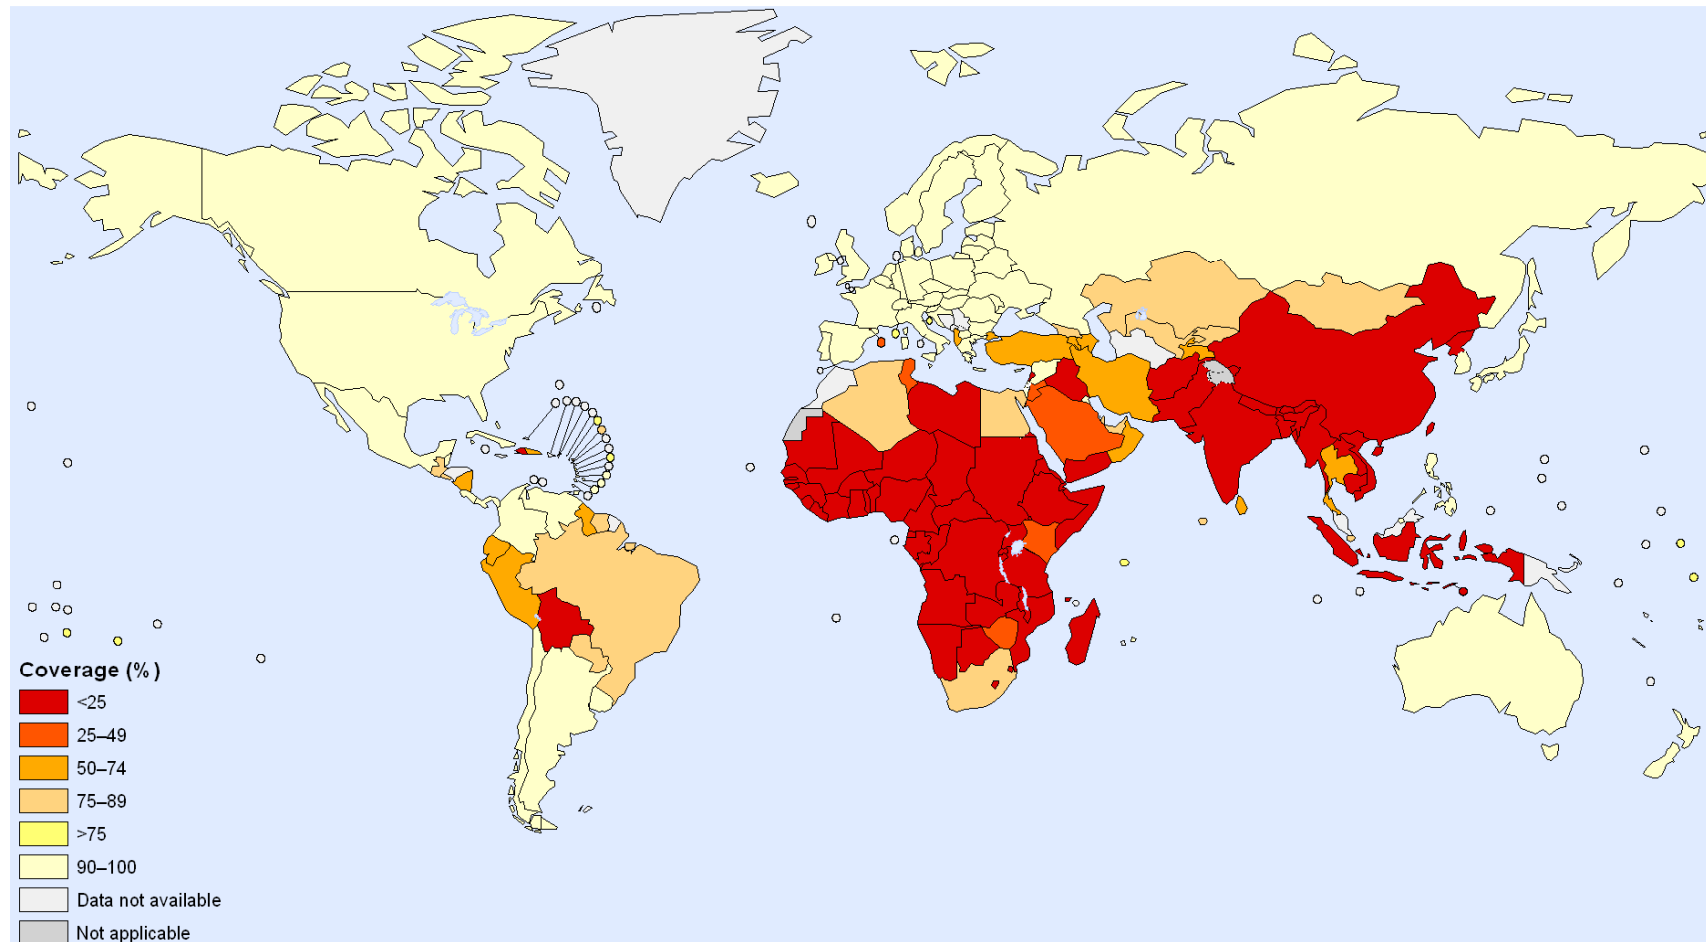 Coverage (%)
<25
25–49
50–74
75–89
>75
90–100
Data not available
Not applicable